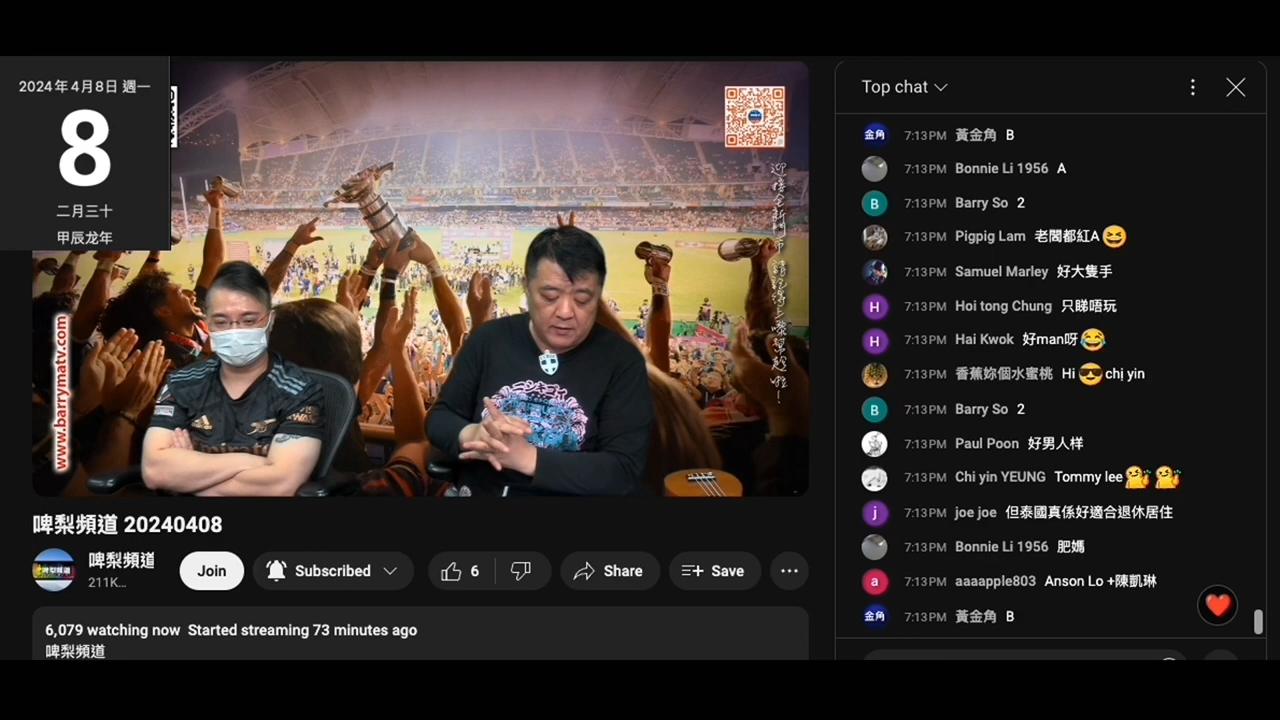 2024年4月8日 週一
8
二月三十
甲辰龙年
www.barrymatv.com
啤梨頻道 20240408
啤梨頻道
211K...
Join
Subscribed
6
Share
Save
6,079 watching now Started streaming 73 minutes ago
啤梨頻道
Top chat
金角 7:13PM 黃金角 B
7:13PM Bonnie Li 1956 A
B 7:13PM Barry So 2
7:13PM Pigpig Lam 老闆都紅A😆
7:13PM Samuel Marley 好大隻手
H 7:13PM Hoi tong Chung 只睇唔玩
H 7:13PM Hai Kwok 好man呀😂
7:13PM 香蕉妳個水蜜桃 Hi 😎 chị yin
B 7:13PM Barry So 2
7:13PM Paul Poon 好男人样
7:13PM Chi yin YEUNG Tommy lee
j 7:13PM joe joe 但泰國真係好適合退休居住
7:13PM Bonnie Li 1956 肥媽
a 7:13PM aaaapple803 Anson Lo +陳凱琳
金角 7:13PM 黃金角 B